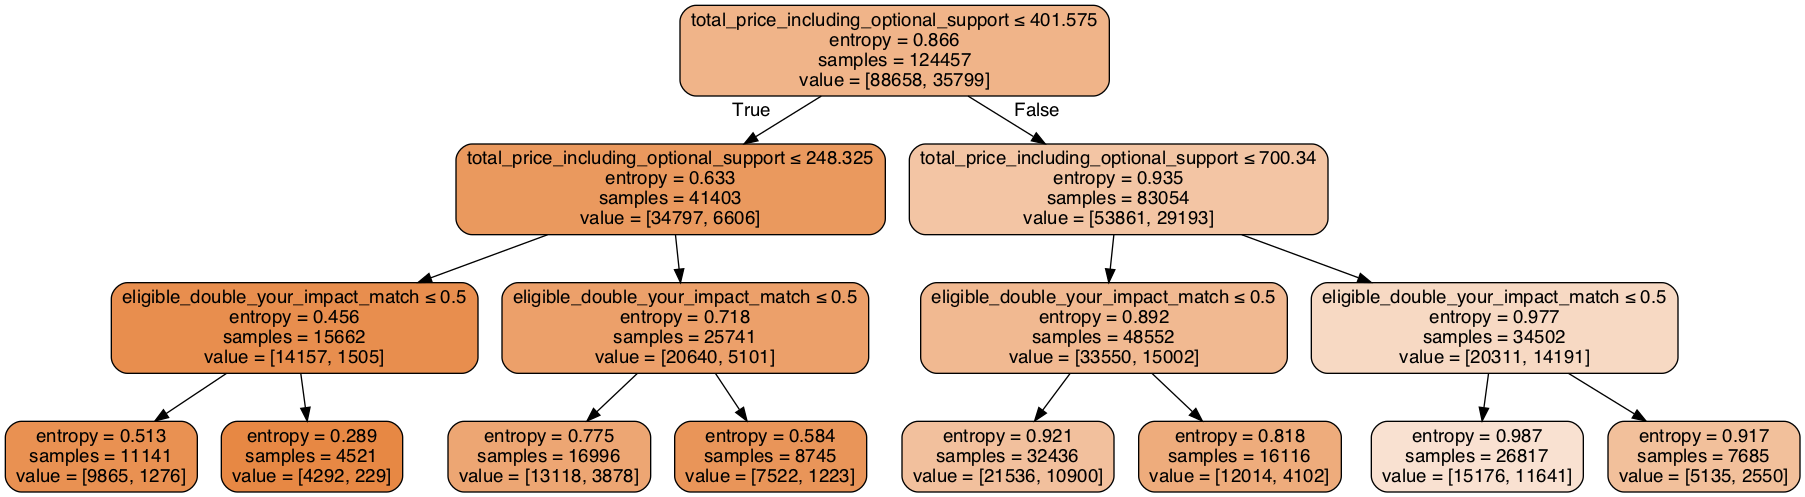 total_price_including_optional_support ≤ 401.575
entropy = 0.866
samples = 124457
value = [88658, 35799]
True
False
total_price_including_optional_support ≤ 248.325
entropy = 0.633
samples = 41403
value = [34797, 6606]
total_price_including_optional_support ≤ 700.34
entropy = 0.935
samples = 83054
value = [53861, 29193]
eligible_double_your_impact_match ≤ 0.5
entropy = 0.456
samples = 15662
value = [14157, 1505]
eligible_double_your_impact_match ≤ 0.5
entropy = 0.718
samples = 25741
value = [20640, 5101]
eligible_double_your_impact_match ≤ 0.5
entropy = 0.892
samples = 48552
value = [33550, 15002]
eligible_double_your_impact_match ≤ 0.5
entropy = 0.977
samples = 34502
value = [20311, 14191]
entropy = 0.513
samples = 11141
value = [9865, 1276]
entropy = 0.289
samples = 4521
value = [4292, 229]
entropy = 0.775
samples = 16996
value = [13118, 3878]
entropy = 0.584
samples = 8745
value = [7522, 1223]
entropy = 0.921
samples = 32436
value = [21536, 10900]
entropy = 0.818
samples = 16116
value = [12014, 4102]
entropy = 0.987
samples = 26817
value = [15176, 11641]
entropy = 0.917
samples = 7685
value = [5135, 2550]